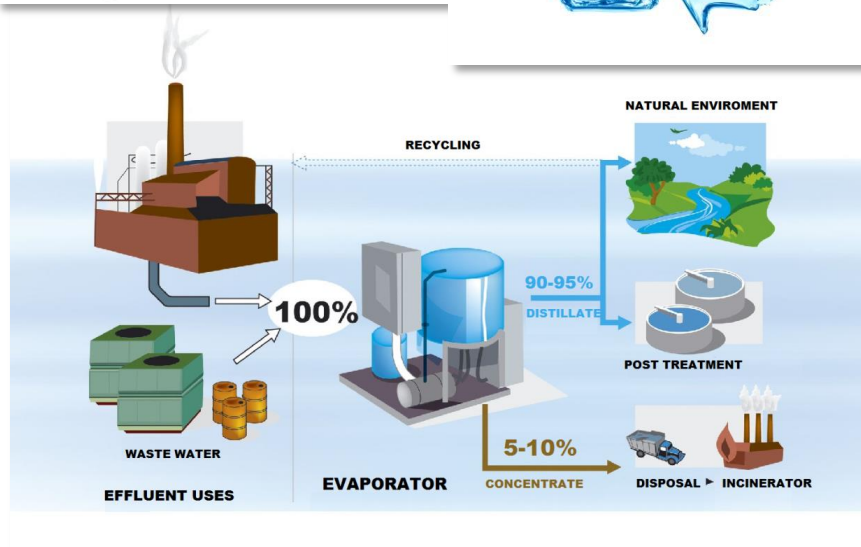 NATURAL ENVIROMENT
RECYCLING
100%
90-95%
DISTILLATE
POST TREATMENT
WASTE WATER
5-10%
EVAPORATOR
CONCENTRATE
DISPOSAL ► INCINERATOR
EFFLUENT USES